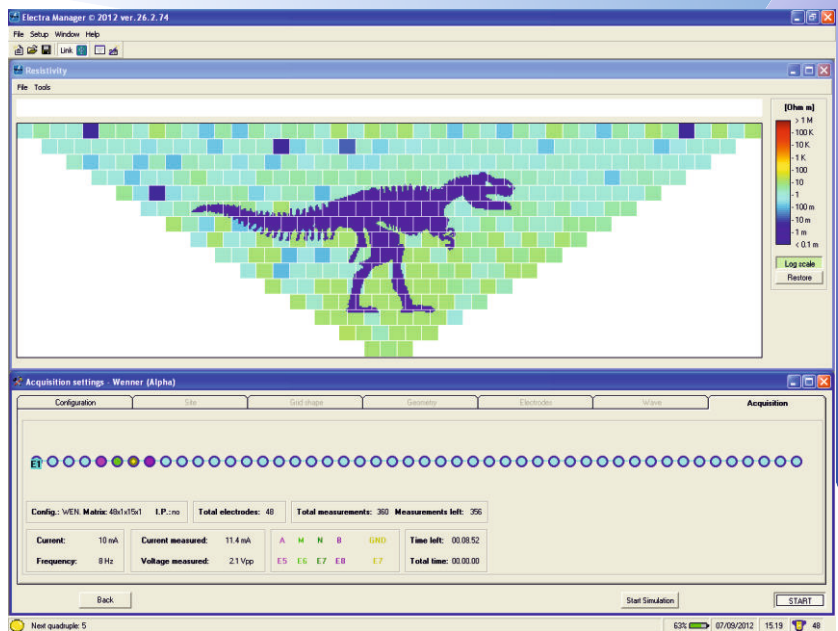 Electra Manager © 2012 ver.26.2.74
File Setup Window Help
Link
Resistivity
File Tools
[Ohm m]
> 1 M
- 100 K
- 10 K
- 1 K
- 100
- 10
- 1
- 100 m
- 10 m
- 1 m
< 0.1 m
Log scale
Restore
Acquisition settings - Wenner (Alpha)
Configuration Site Grid shape Geometry Electrodes Wave Acquisition
E1
Config.: WEN. Matrix: 48x1x15x1 I.P.:no Total electrodes: 48 Total measurements: 360 Measurements left: 356
Current: 10 mA Current measured: 11.4 mA A M N B GND Time left: 00.08.52
Frequency: 8 Hz Voltage measured: 2.1 Vpp E5 E6 E7 E8 E7 Total time: 00.00.00
Back Start Simulation START
Next quadruple: 5 63% 07/09/2012 15.19 48